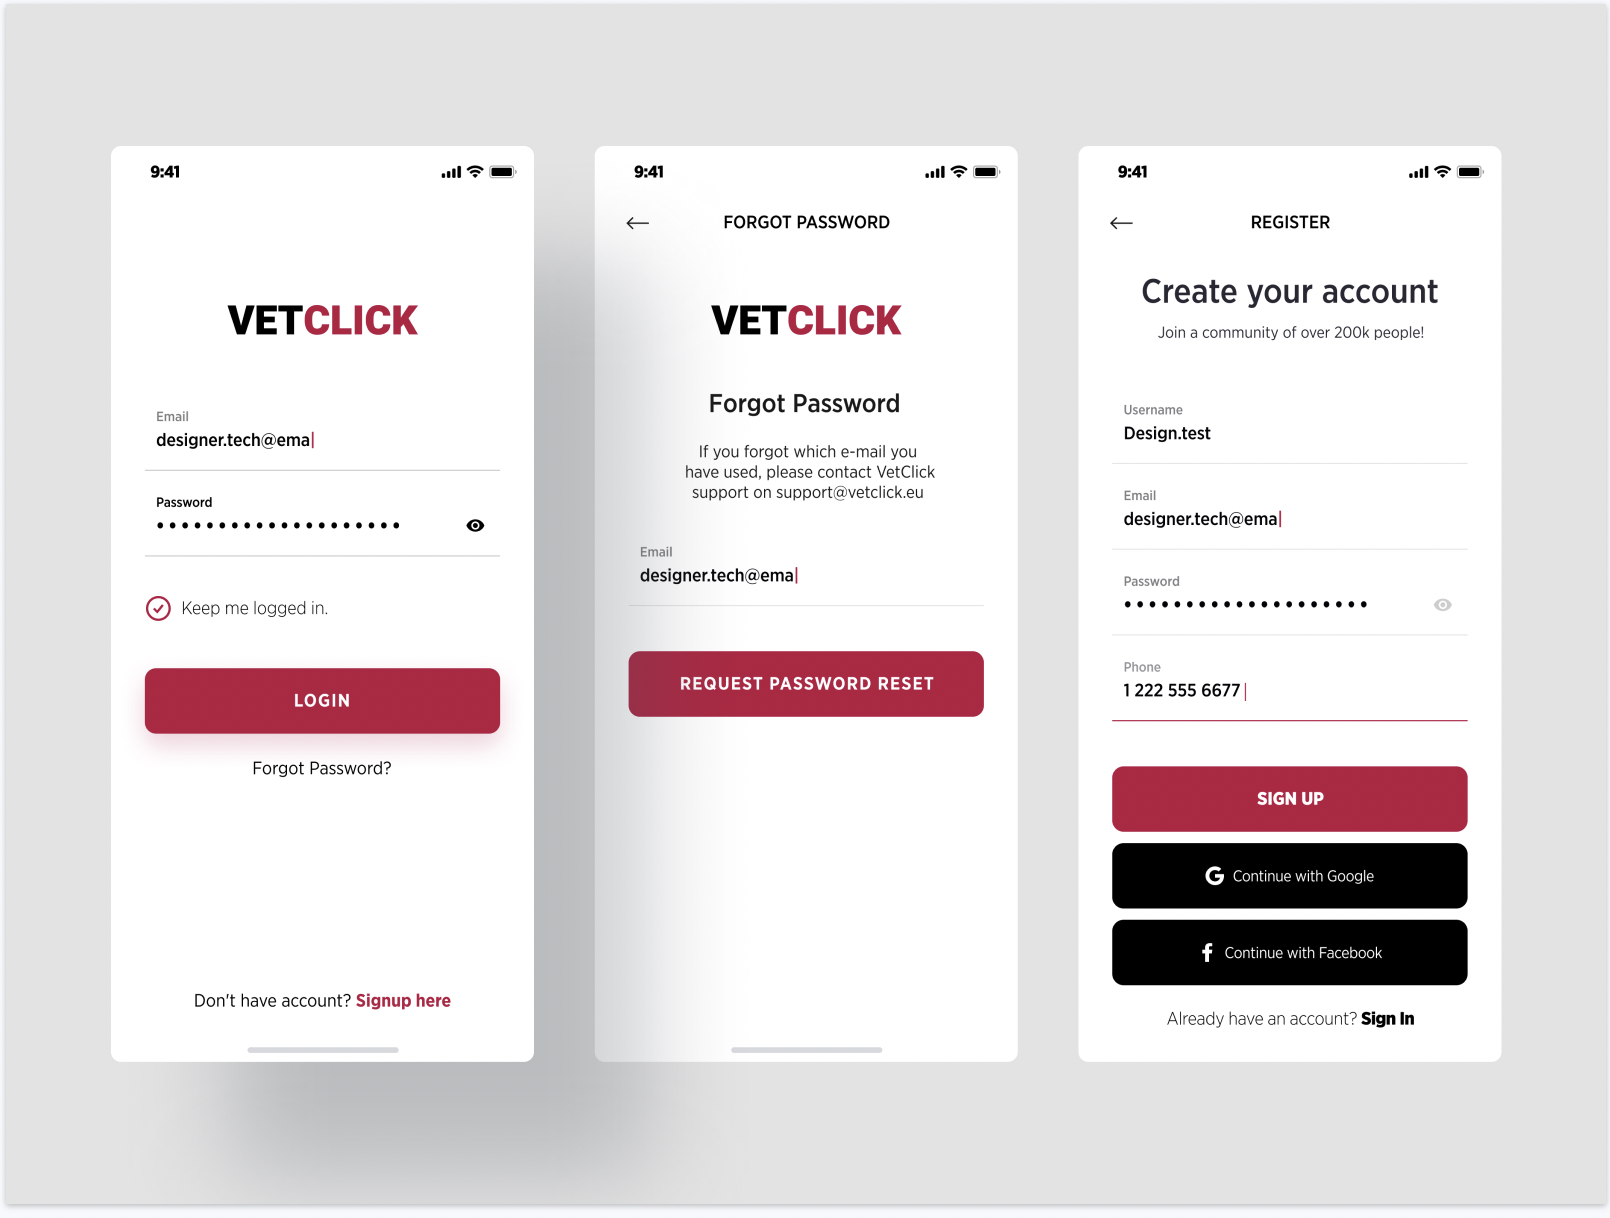 9:41
VETCLICK
Email
designer.tech@ema
Password
Keep me logged in.
LOGIN
Forgot Password?
Don't have account? Signup here
9:41
FORGOT PASSWORD
VETCLICK
Forgot Password
If you forgot which e-mail you
have used, please contact VetClick
support on support@vetclick.eu
Email
designer.tech@ema
REQUEST PASSWORD RESET
9:41
REGISTER
Create your account
Join a community of over 200k people!
Username
Design.test
Email
designer.tech@ema
Password
Phone
1 222 555 6677
SIGN UP
G Continue with Google
f Continue with Facebook
Already have an account? Sign In